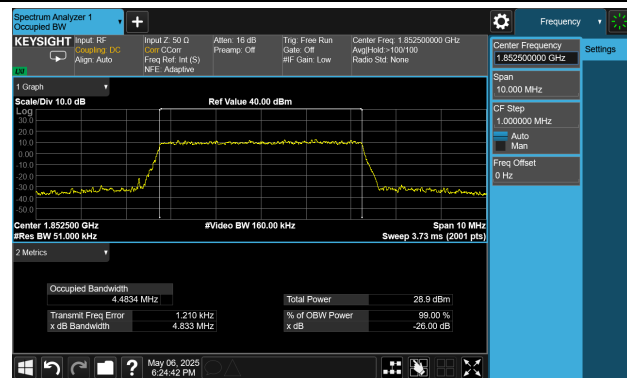 Spectrum Analyzer 1
Occupied BW
Frequency
KEYSIGHT
Input: RF
Coupling: DC
Align: Auto
Input Z: 50 Ω
Corr CCorr
Freq Ref: Int (S)
NFE: Adaptive
Atten: 16 dB
Preamp: Off
Trig: Free Run
Gate: Off
#IF Gain: Low
Center Freq: 1.852500000 GHz
Avg|Hold:>100/100
Radio Std: None
LXI
Center Frequency
1.852500000 GHz
Settings
Span
10.000 MHz
CF Step
1.000000 MHz
Auto
Man
Freq Offset
0 Hz
1 Graph
Scale/Div 10.0 dB
Ref Value 40.00 dBm
Log
30.0
20.0
10.0
0.00
-10.0
-20.0
-30.0
-40.0
-50.0
Center 1.852500 GHz
#Video BW 160.00 kHz
Span 10 MHz
#Res BW 51.000 kHz
Sweep 3.73 ms (2001 pts)
2 Metrics
Occupied Bandwidth
4.4834 MHz
Total Power 28.9 dBm
Transmit Freq Error 1.210 kHz
% of OBW Power 99.00 %
x dB Bandwidth 4.833 MHz
x dB -26.00 dB
?
May 06, 2025
6:24:42 PM